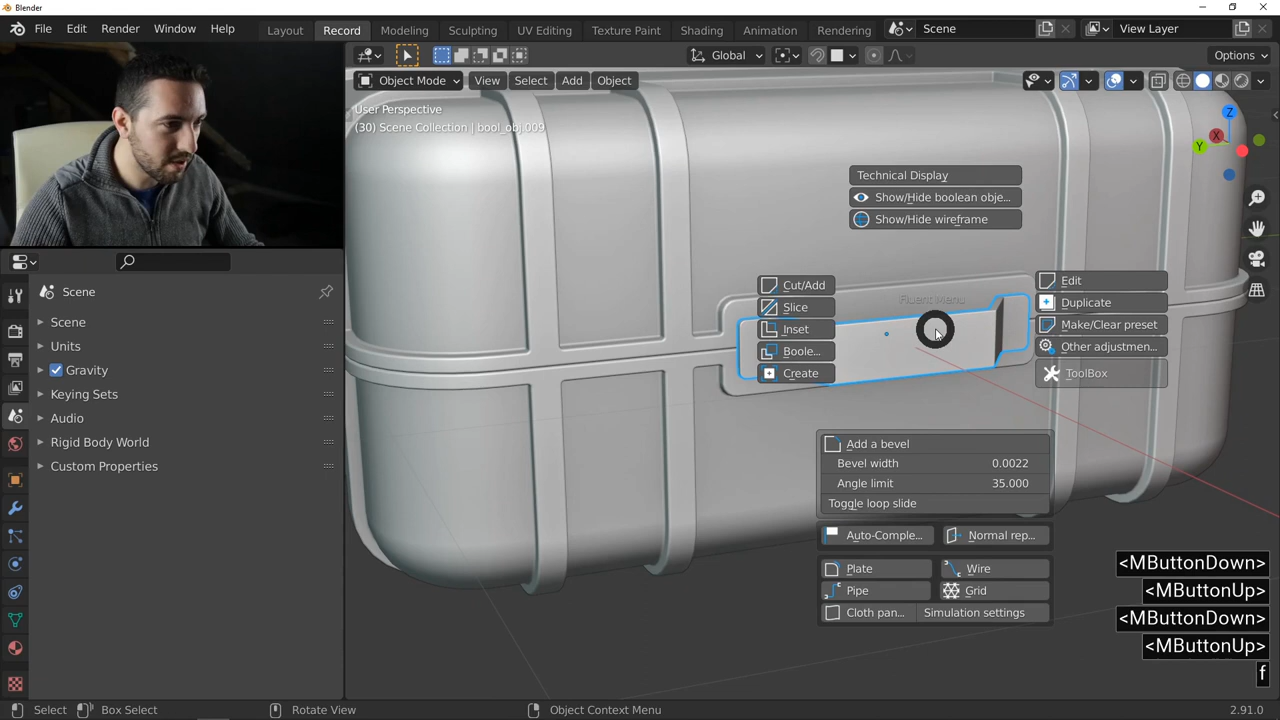 Blender
File Edit Render Window Help
Layout Record Modeling Sculpting UV Editing Texture Paint Shading Animation Rendering
Scene
View Layer
Global
Options
Object Mode View Select Add Object
User Perspective
(30) Scene Collection | bool_obj.009
Z
X
Y
Technical Display
Show/Hide boolean obje...
Show/Hide wireframe
Fluent Menu
Cut/Add
Slice
Inset
Boole...
Create
Edit
Duplicate
Make/Clear preset
Other adjustmen...
ToolBox
Add a bevel
Bevel width 0.0022
Angle limit 35.000
Toggle loop slide
Auto-Comple... Normal rep...
Plate Wire
Pipe Grid
Cloth pan... Simulation settings
Scene
Scene
Units
Gravity
Keying Sets
Audio
Rigid Body World
Custom Properties
<MButtonDown>
<MButtonUp>
<MButtonDown>
<MButtonUp>
f
Select Box Select Rotate View Object Context Menu 2.91.0